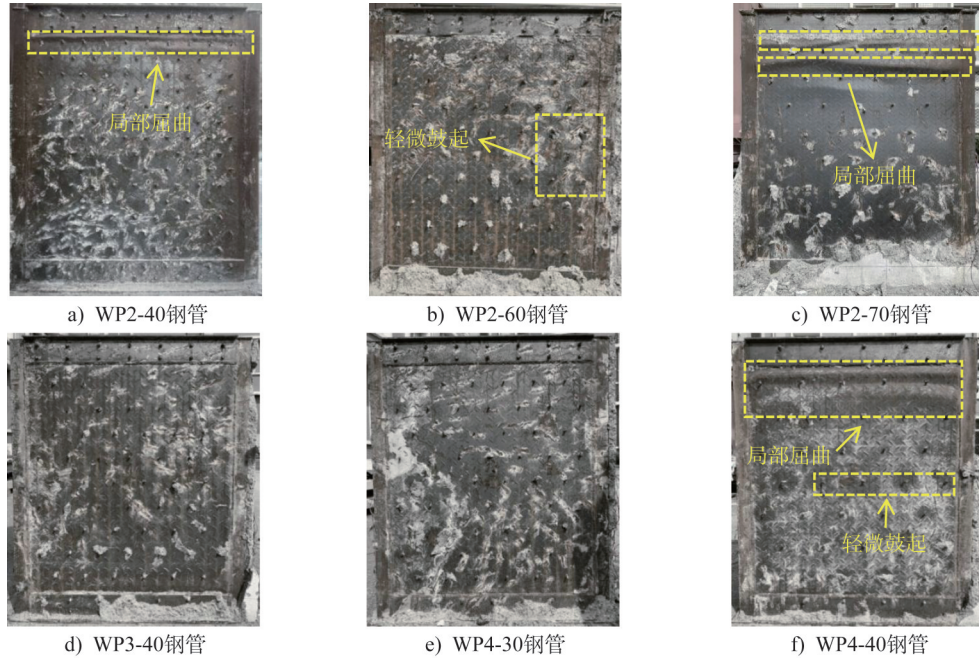 局部屈曲
轻微鼓起
局部屈曲
a) WP2-40钢管
b) WP2-60钢管
c) WP2-70钢管
局部屈曲
轻微鼓起
d) WP3-40钢管
e) WP4-30钢管
f) WP4-40钢管